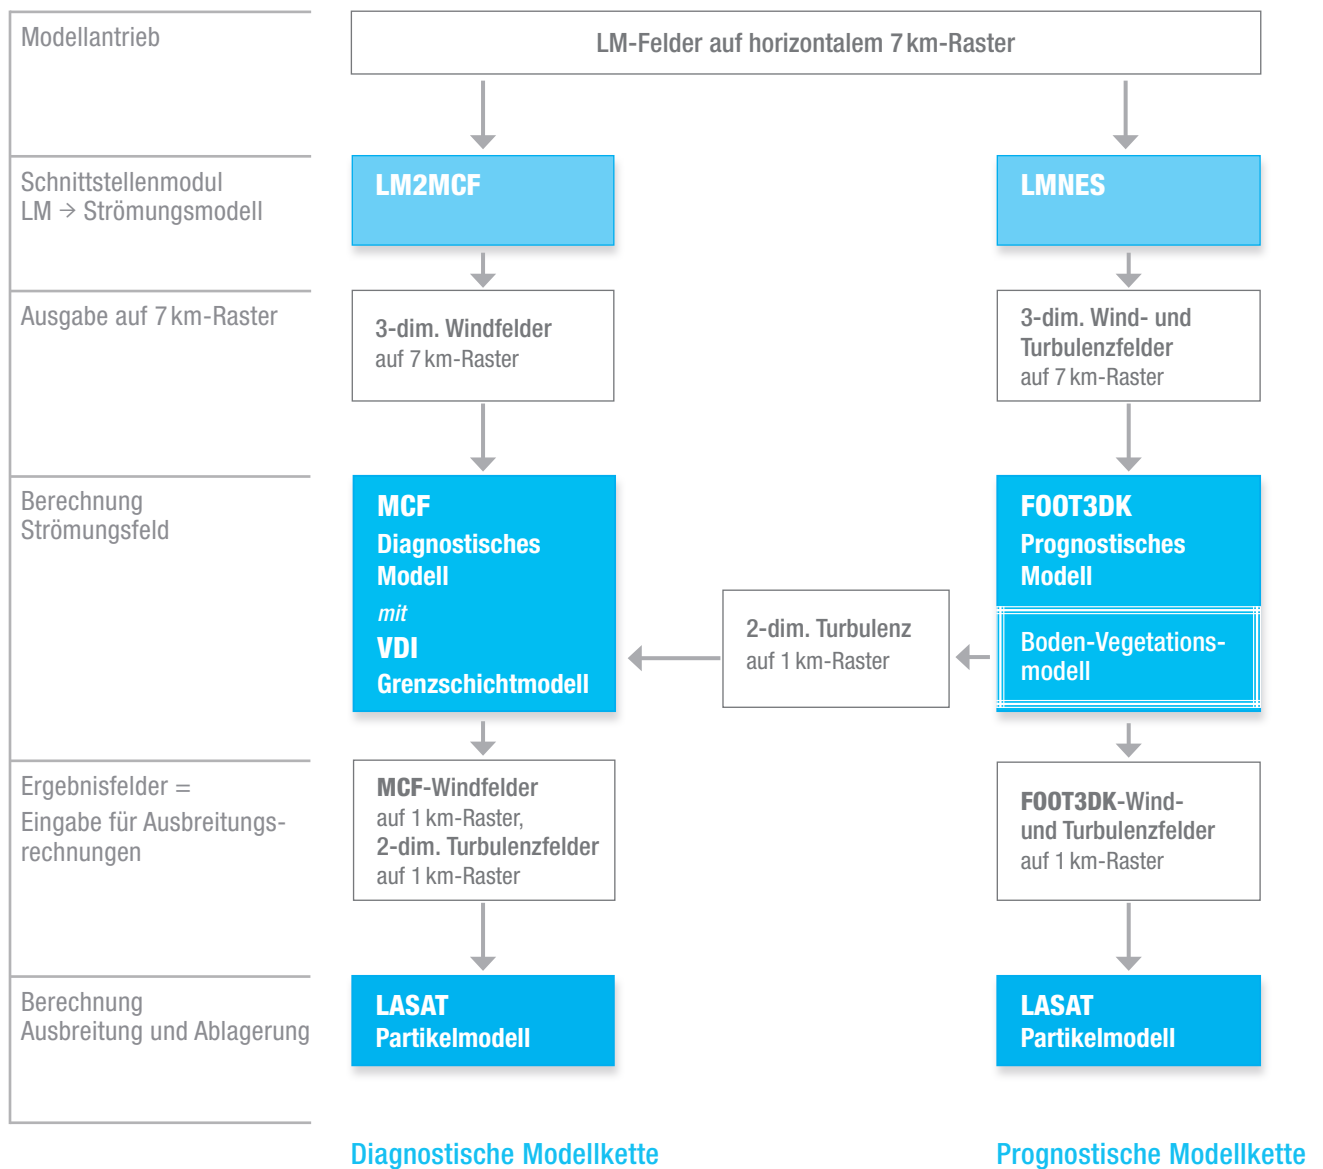 Modellantrieb
LM-Felder auf horizontalem 7 km-Raster
Schnittstellenmodul
LM → Strömungsmodell
LM2MCF
LMNES
Ausgabe auf 7 km-Raster
3-dim. Windfelder
auf 7 km-Raster
3-dim. Wind- und
Turbulenzfelder
auf 7 km-Raster
Berechnung
Strömungsfeld
MCF
Diagnostisches
Modell
mit
VDI
Grenzschichtmodell
2-dim. Turbulenz
auf 1 km-Raster
FOOT3DK
Prognostisches
Modell
Boden-Vegetations-
modell
Ergebnisfelder =
Eingabe für Ausbreitungs-
rechnungen
MCF-Windfelder
auf 1 km-Raster,
2-dim. Turbulenzfelder
auf 1 km-Raster
FOOT3DK-Wind-
und Turbulenzfelder
auf 1 km-Raster
Berechnung
Ausbreitung und Ablagerung
LASAT
Partikelmodell
LASAT
Partikelmodell
Diagnostische Modellkette
Prognostische Modellkette